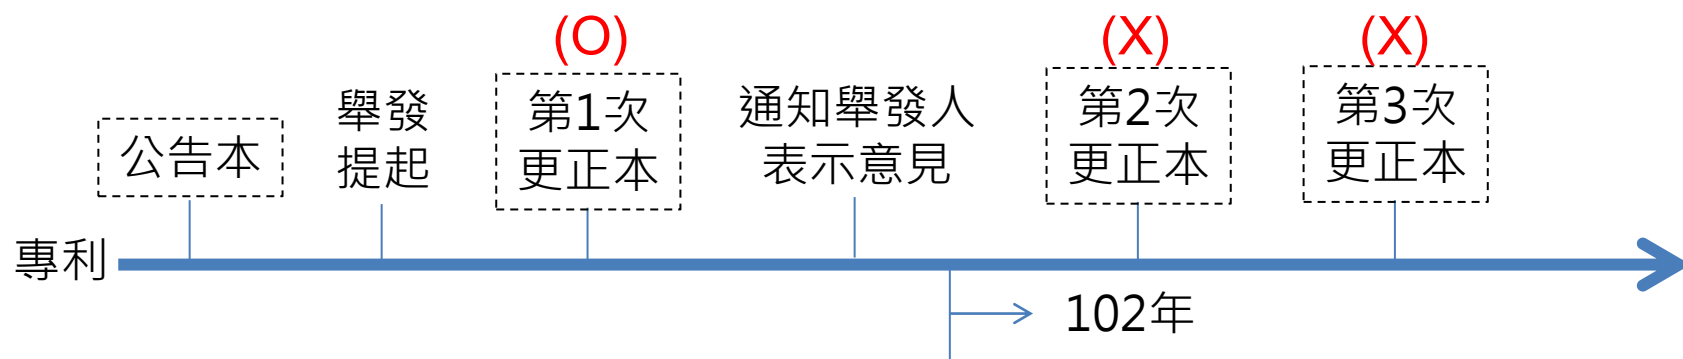 (O)
(X)
(X)
公告本
舉發
提起
第1次
更正本
通知舉發人
表示意見
第2次
更正本
第3次
更正本
專利
102年